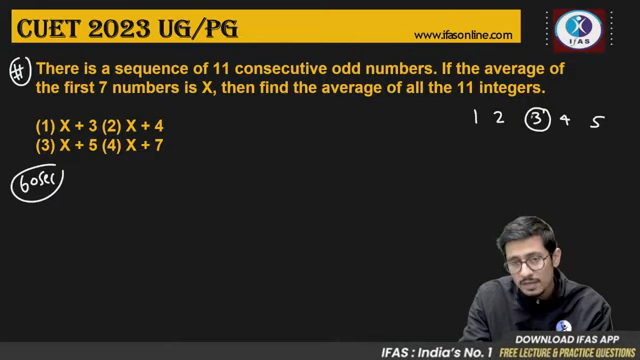 CUET 2023 UG/PG
www.ifasonline.com
iFAS
# There is a sequence of 11 consecutive odd numbers. If the average of
the first 7 numbers is X, then find the average of all the 11 integers.
1 2 3 4 5
(1) X + 3 (2) X + 4
(3) X + 5 (4) X + 7
60 sec
DOWNLOAD IFAS APP
IFAS: India's No. 1 FREE LECTURE & PRACTICE QUESTIONS